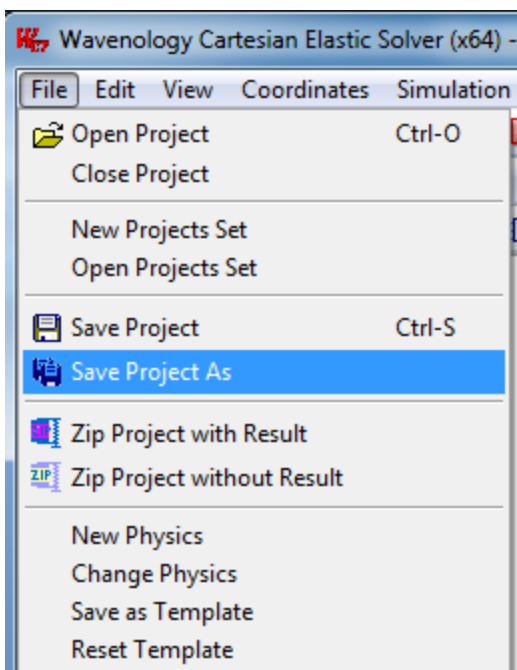 Wavenology Cartesian Elastic Solver (x64) -
File Edit View Coordinates Simulation
Open Project Ctrl-O
Close Project
New Projects Set
Open Projects Set
Save Project Ctrl-S
Save Project As
Zip Project with Result
ZIP Zip Project without Result
New Physics
Change Physics
Save as Template
Reset Template